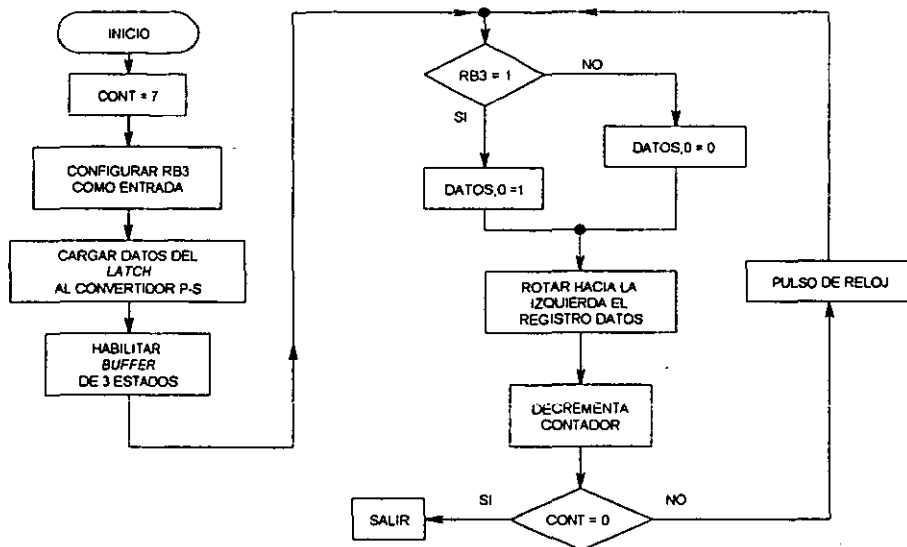 INICIO
CONT = 7
CONFIGURAR RB3
COMO ENTRADA
CARGAR DATOS DEL
LATCH
AL CONVERTIDOR P-S
HABILITAR
BUFFER
DE 3 ESTADOS
RB3 = 1
NO
SI
DATOS,0 = 0
DATOS,0 =1
ROTAR HACIA LA
IZQUIERDA EL
REGISTRO DATOS
PULSO DE RELOJ
DECREMENTA
CONTADOR
SI
NO
SALIR
CONT = 0